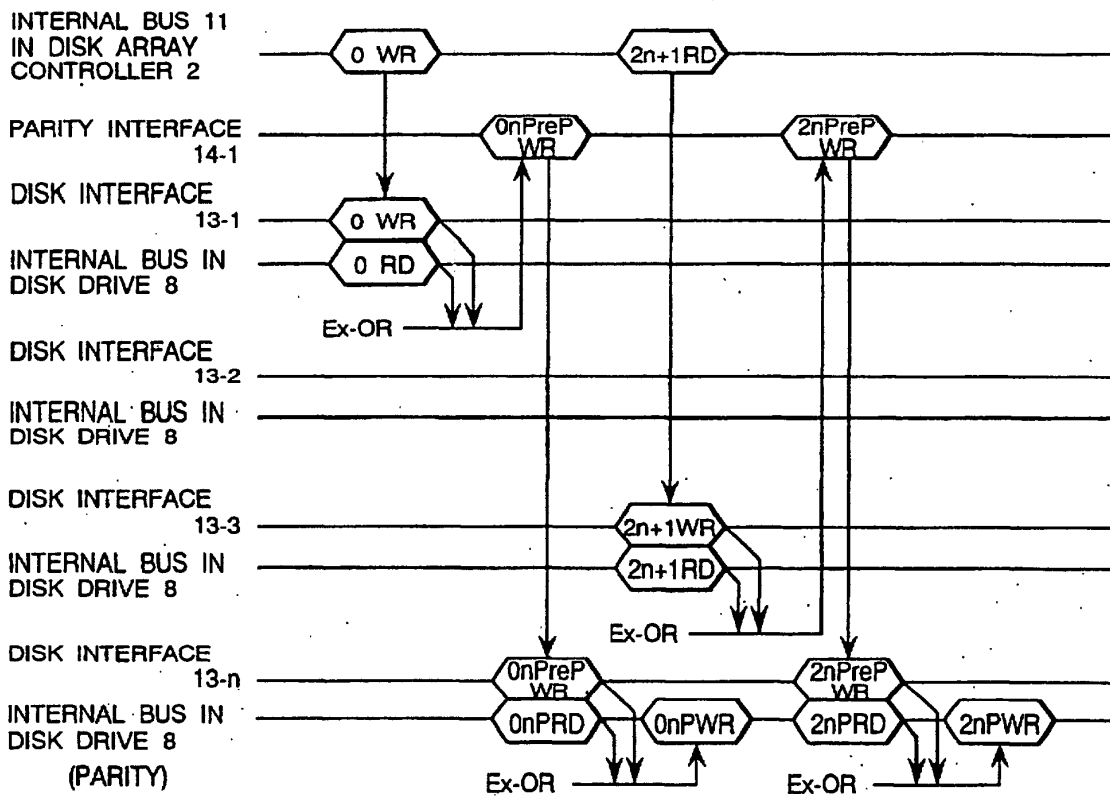 INTERNAL BUS 11
IN DISK ARRAY
CONTROLLER 2
0 WR
2n+1RD
PARITY INTERFACE
14-1
0nPreP
WR
2nPreP
WR
DISK INTERFACE
13-1
0 WR
INTERNAL BUS IN
DISK DRIVE 8
0 RD
Ex-OR
DISK INTERFACE
13-2
INTERNAL BUS IN
DISK DRIVE 8
DISK INTERFACE
13-3
2n+1WR
INTERNAL BUS IN
DISK DRIVE 8
2n+1RD
Ex-OR
DISK INTERFACE
13-n
0nPreP
WR
2nPreP
WR
INTERNAL BUS IN
DISK DRIVE 8
(PARITY)
0nPRD
0nPWR
2nPRD
2nPWR
Ex-OR
Ex-OR